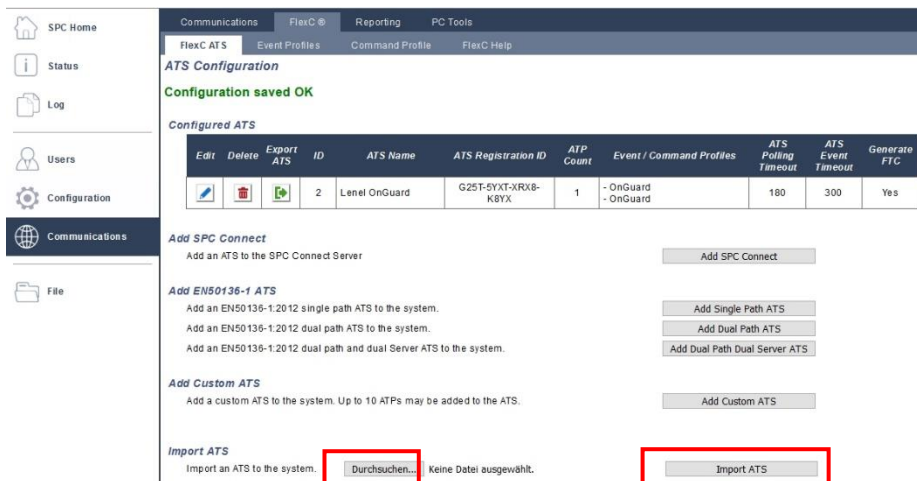 SPC Home
Status
Log
Users
Configuration
Communications
File
Communications FlexC ® Reporting PC Tools
FlexC ATS Event Profiles Command Profile FlexC Help
ATS Configuration
Configuration saved OK
Configured ATS
Edit Delete Export ATS ID ATS Name ATS Registration ID ATP Count Event / Command Profiles ATS Polling Timeout ATS Event Timeout Generate FTC
2 Lenel OnGuard G25T-5YXT-XRX8-K8YX 1 - OnGuard - OnGuard 180 300 Yes
Add SPC Connect
Add an ATS to the SPC Connect Server Add SPC Connect
Add EN50136-1 ATS
Add an EN50136-1:2012 single path ATS to the system. Add Single Path ATS
Add an EN50136-1:2012 dual path ATS to the system. Add Dual Path ATS
Add an EN50136-1:2012 dual path and dual Server ATS to the system. Add Dual Path Dual Server ATS
Add Custom ATS
Add a custom ATS to the system. Up to 10 ATPs may be added to the ATS. Add Custom ATS
Import ATS
Import an ATS to the system. Durchsuchen... Keine Datei ausgewählt. Import ATS